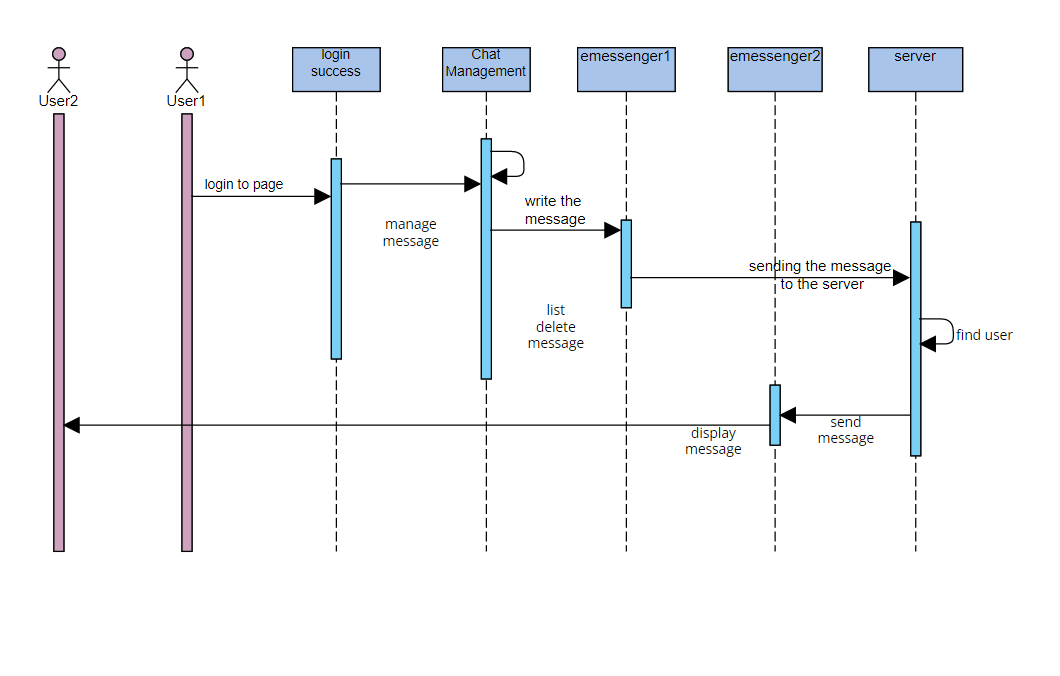 User2
User1
login
success
Chat
Management
emessenger1
emessenger2
server
login to page
manage
message
write the
message
sending the message
to the server
list
delete
message
find user
send
message
display
message